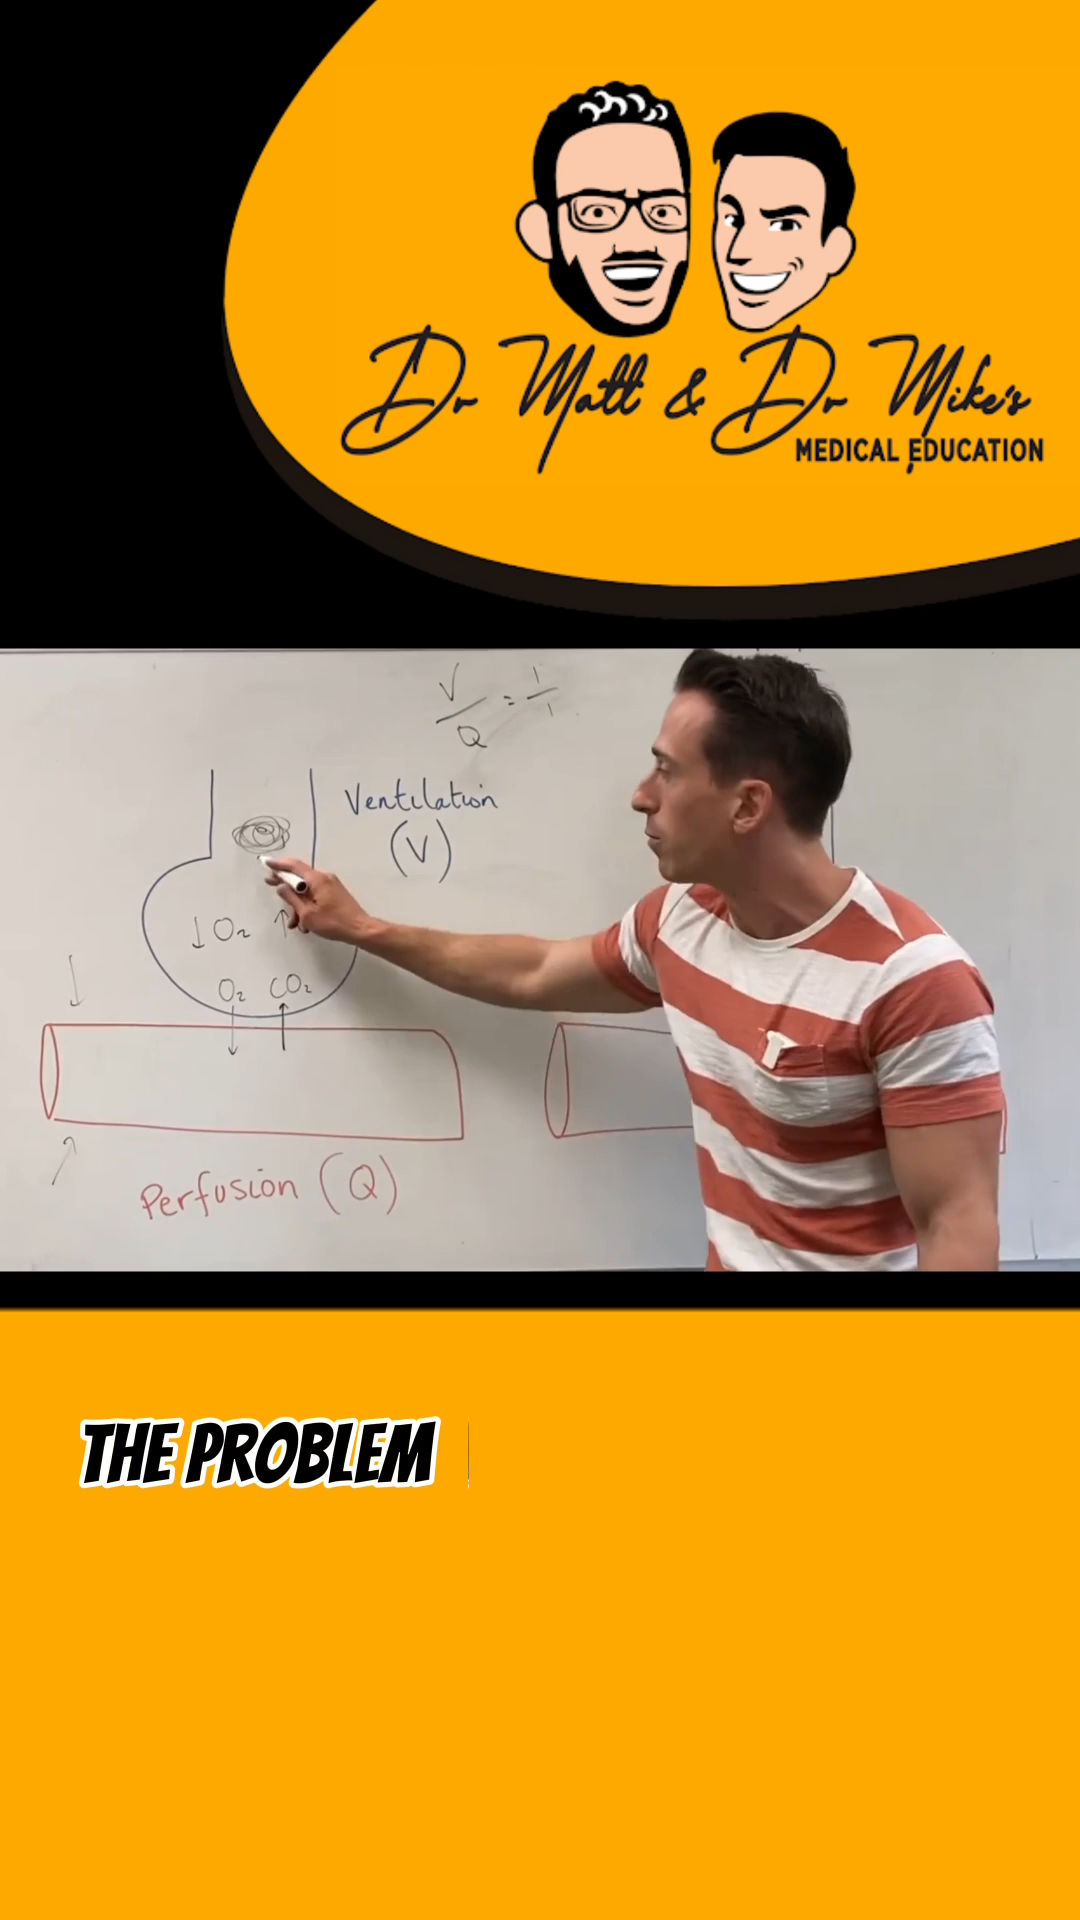 Dr Matt & Dr Mike's
MEDICAL EDUCATION
V/Q = 1/1
Ventilation
(V)
↓ O₂ ↑
O₂ CO₂
Perfusion (Q)
THE PROBLEM